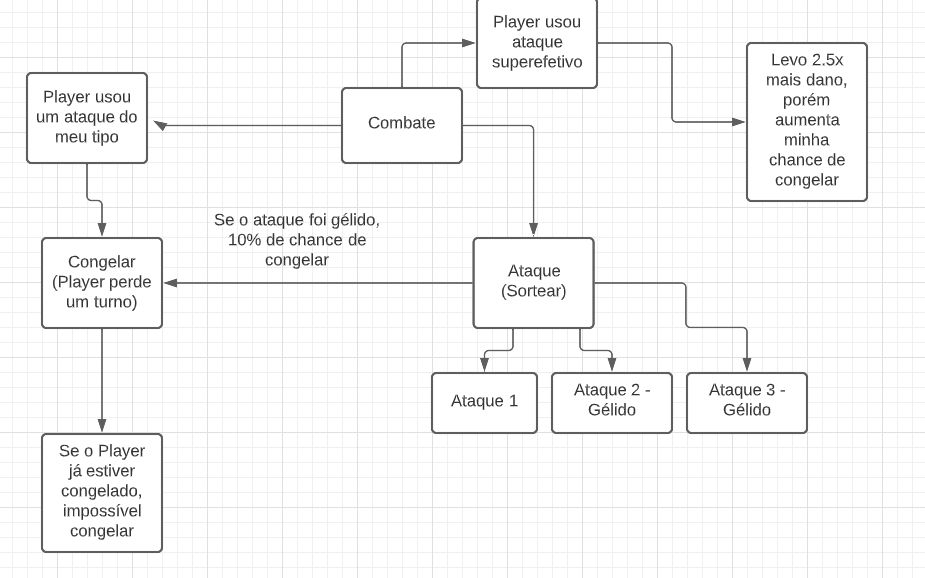 Player usou
ataque
superefetivo
Levo 2.5x
mais dano,
porém
aumenta
minha
chance de
congelar
Player usou
um ataque do
meu tipo
Combate
Se o ataque foi gélido,
10% de chance de
congelar
Congelar
(Player perde
um turno)
Ataque
(Sortear)
Ataque 1
Ataque 2 -
Gélido
Ataque 3 -
Gélido
Se o Player
já estiver
congelado,
impossível
congelar